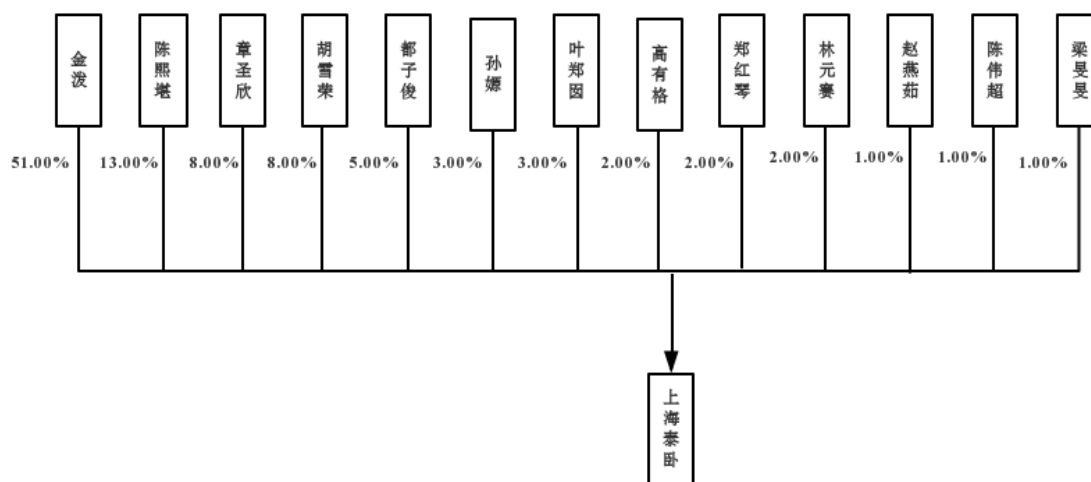 金泼
陈熙堪
章圣欣
胡雪荣
都子俊
孙嫄
叶郑囡
高有格
郑红琴
林元赛
赵燕茹
陈伟超
梁旻旻
51.00%
13.00%
8.00%
8.00%
5.00%
3.00%
3.00%
2.00%
2.00%
2.00%
1.00%
1.00%
1.00%
上海泰卧